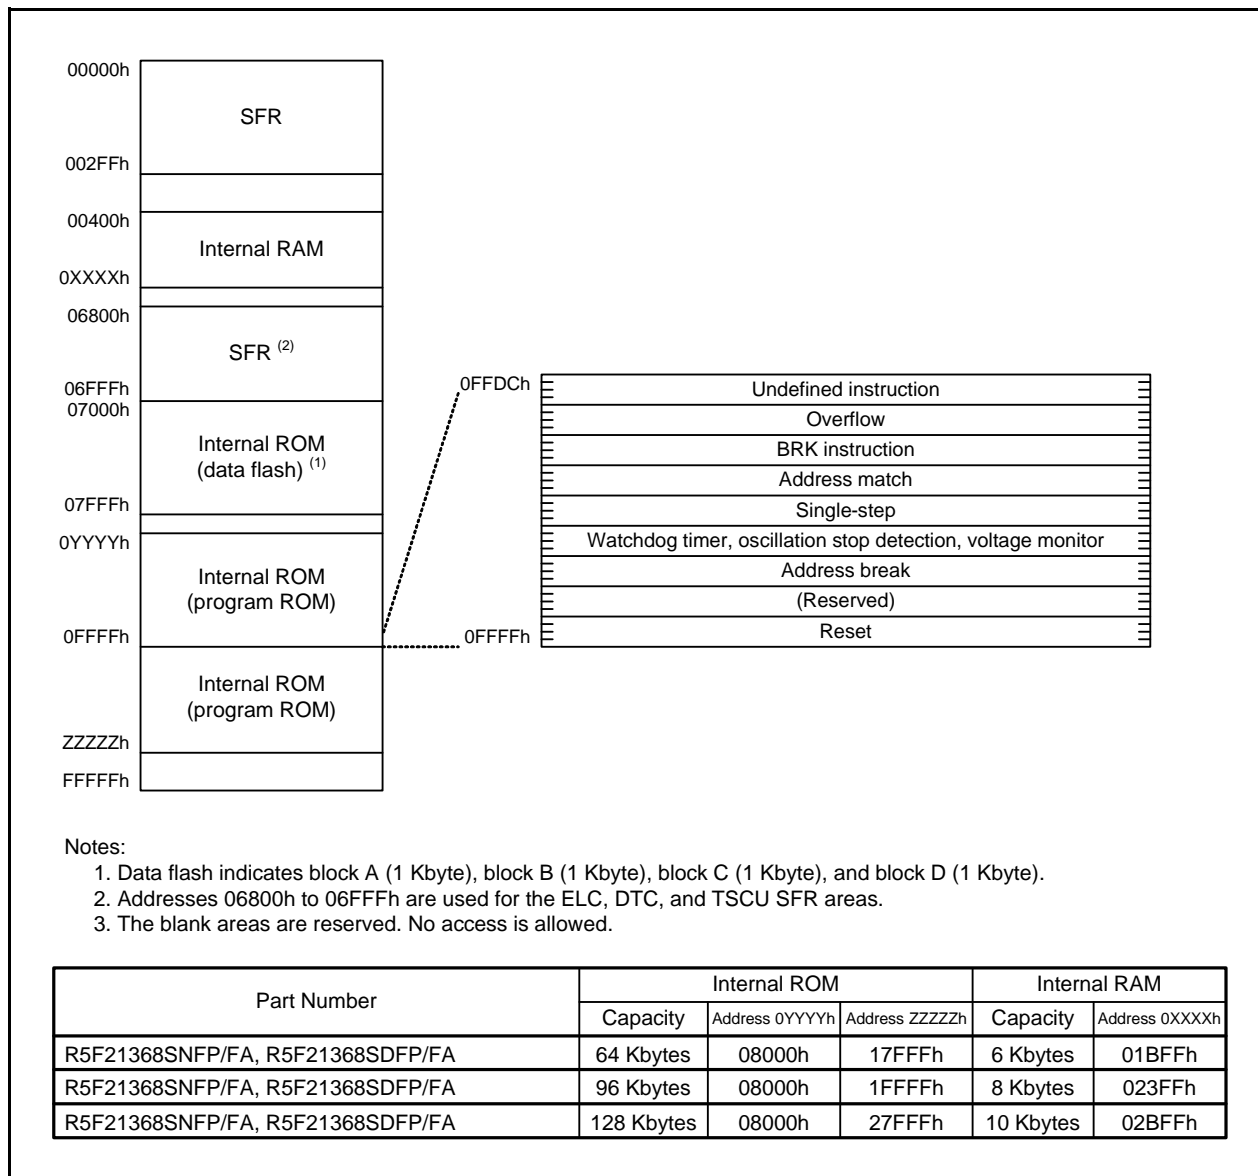 00000h
SFR
002FFh
00400h
Internal RAM
0XXXXh
06800h
SFR (2)
06FFFh
07000h
Internal ROM
(data flash) (1)
07FFFh
0YYYYh
Internal ROM
(program ROM)
0FFFFh
Internal ROM
(program ROM)
ZZZZZh
FFFFFh
0FFDCh
Undefined instruction
Overflow
BRK instruction
Address match
Single-step
Watchdog timer, oscillation stop detection, voltage monitor
Address break
(Reserved)
0FFFFh
Reset
Notes:
1. Data flash indicates block A (1 Kbyte), block B (1 Kbyte), block C (1 Kbyte), and block D (1 Kbyte).
2. Addresses 06800h to 06FFFh are used for the ELC, DTC, and TSCU SFR areas.
3. The blank areas are reserved. No access is allowed.
Part Number Internal ROM Internal RAM
Capacity Address 0YYYYh Address ZZZZZh Capacity Address 0XXXXh
R5F21368SNFP/FA, R5F21368SDFP/FA 64 Kbytes 08000h 17FFFh 6 Kbytes 01BFFh
R5F21368SNFP/FA, R5F21368SDFP/FA 96 Kbytes 08000h 1FFFFh 8 Kbytes 023FFh
R5F21368SNFP/FA, R5F21368SDFP/FA 128 Kbytes 08000h 27FFFh 10 Kbytes 02BFFh